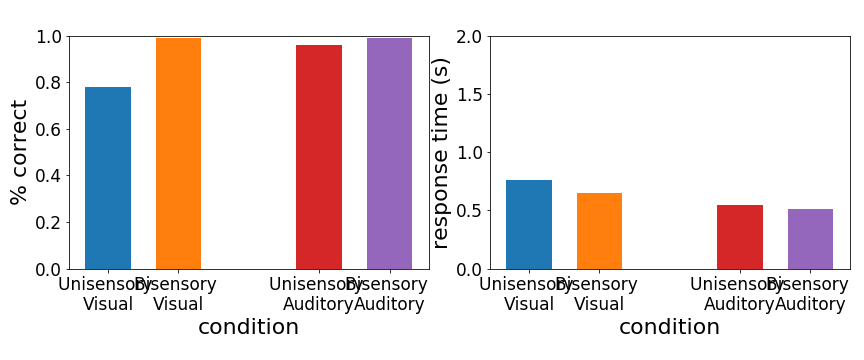 % correct
1.0
0.8
0.6
0.4
0.2
0.0
Unisensory Bisensory Unisensory Bisensory
Visual Visual Auditory Auditory
condition
response time (s)
2.0
1.5
1.0
0.5
0.0
Unisensory Bisensory Unisensory Bisensory
Visual Visual Auditory Auditory
condition